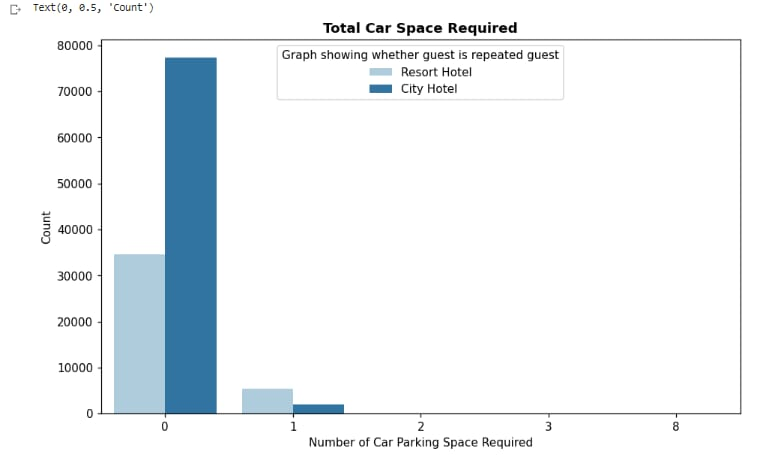 Text(0, 0.5, 'Count')
Total Car Space Required
Graph showing whether guest is repeated guest
Resort Hotel
City Hotel
80000
70000
60000
50000
40000
30000
20000
10000
0
Count
0 1 2 3 8
Number of Car Parking Space Required